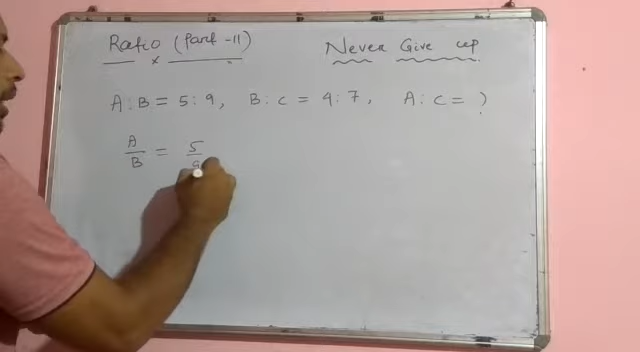 Ratio (Part-11)
Never Give up
A : B = 5 : 9, B : C = 4 : 7, A : C = ?
A/B = 5/9